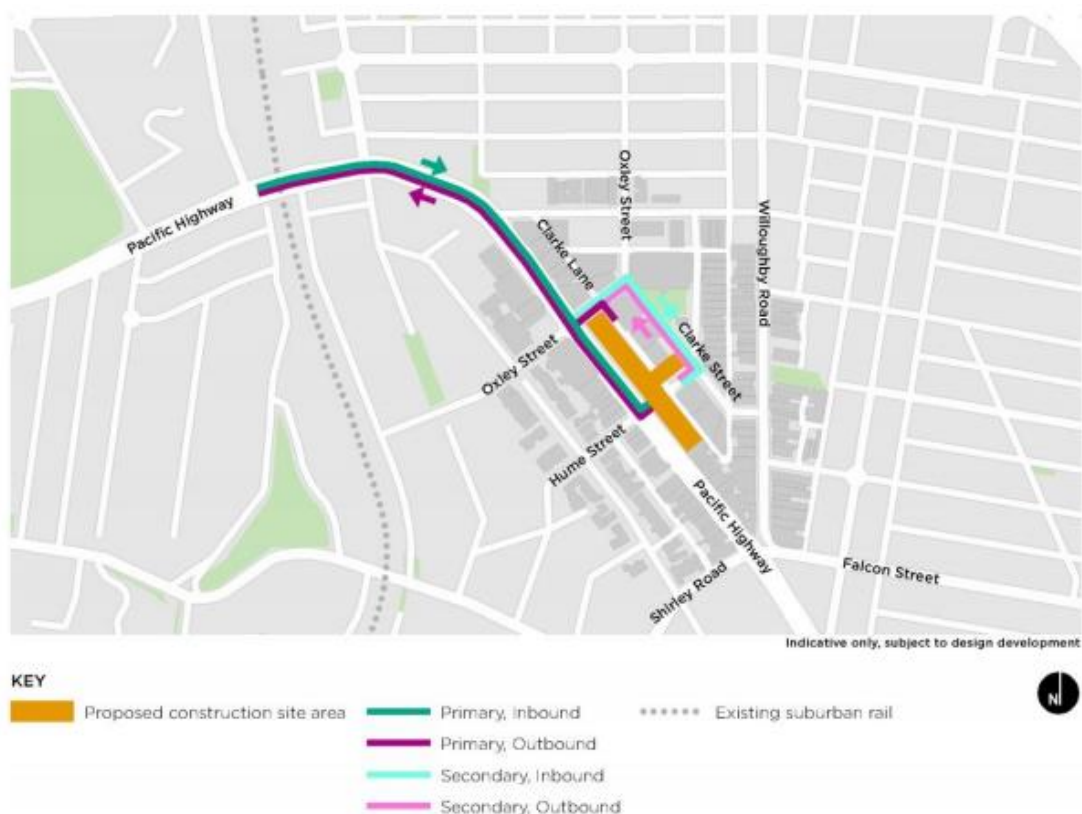 Oxley Street
Pacific Highway
Clarke Lane
Willoughby Road
Oxley Street
Clarke Street
Hume Street
Pacific Highway
Shirley Road
Falcon Street
Indicative only, subject to design development
KEY
Proposed construction site area
Primary, Inbound
Existing suburban rail
Primary, Outbound
Secondary, Inbound
Secondary, Outbound
N